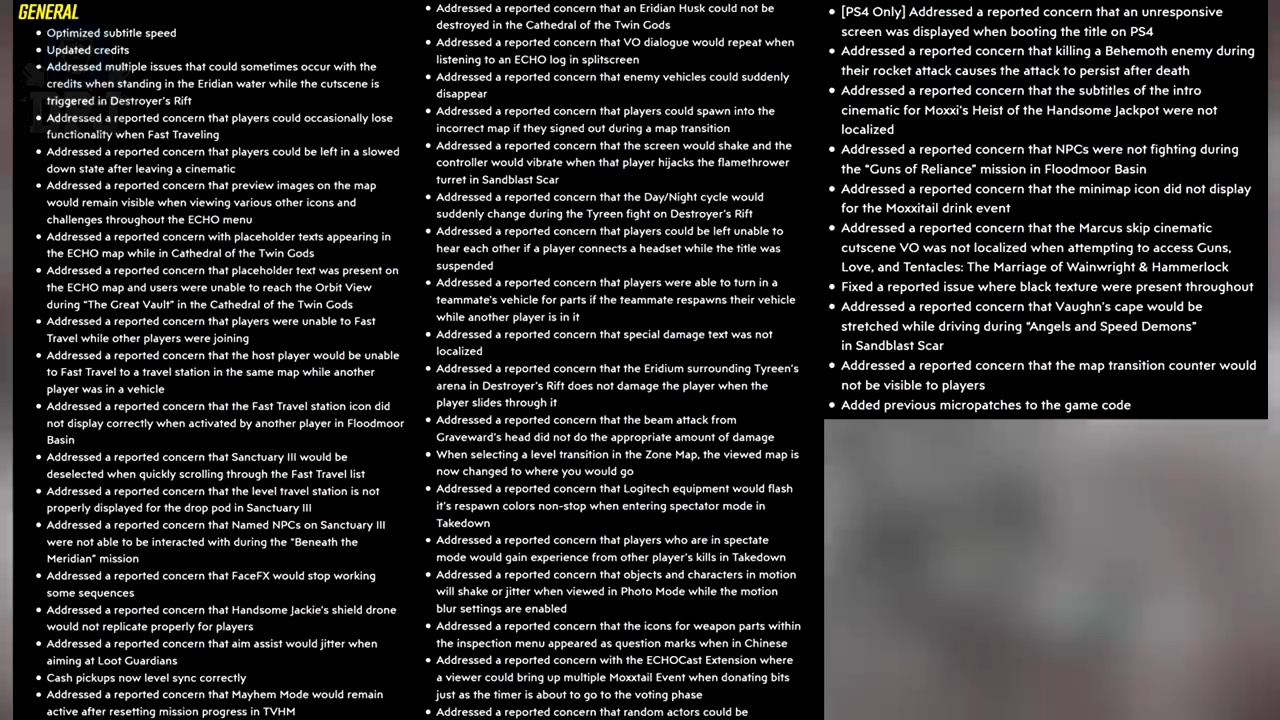 GENERAL
• Optimized subtitle speed
• Updated credits
• Addressed multiple issues that could sometimes occur with the
credits when standing in the Eridian water while the cutscene is
triggered in Destroyer's Rift
• Addressed a reported concern that players could occasionally lose
functionality when Fast Traveling
• Addressed a reported concern that players could be left in a slowed
down state after leaving a cinematic
• Addressed a reported concern that preview images on the map
would remain visible when viewing various other icons and
challenges throughout the ECHO menu
• Addressed a reported concern with placeholder texts appearing in
the ECHO map while in Cathedral of the Twin Gods
• Addressed a reported concern that placeholder text was present on
the ECHO map and users were unable to reach the Orbit View
during “The Great Vault” in the Cathedral of the Twin Gods
• Addressed a reported concern that players were unable to Fast
Travel while other players were joining
• Addressed a reported concern that the host player would be unable
to Fast Travel to a travel station in the same map while another
player was in a vehicle
• Addressed a reported concern that the Fast Travel station icon did
not display correctly when activated by another player in Floodmoor
Basin
• Addressed a reported concern that Sanctuary III would be
deselected when quickly scrolling through the Fast Travel list
• Addressed a reported concern that the level travel station is not
properly displayed for the drop pod in Sanctuary III
• Addressed a reported concern that Named NPCs on Sanctuary III
were not able to be interacted with during the “Beneath the
Meridian” mission
• Addressed a reported concern that FaceFX would stop working
some sequences
• Addressed a reported concern that Handsome Jackie's shield drone
would not replicate properly for players
• Addressed a reported concern that aim assist would jitter when
aiming at Loot Guardians
• Cash pickups now level sync correctly
• Addressed a reported concern that Mayhem Mode would remain
active after resetting mission progress in TVHM
• Addressed a reported concern that an Eridian Husk could not be
destroyed in the Cathedral of the Twin Gods
• Addressed a reported concern that VO dialogue would repeat when
listening to an ECHO log in splitscreen
• Addressed a reported concern that enemy vehicles could suddenly
disappear
• Addressed a reported concern that players could spawn into the
incorrect map if they signed out during a map transition
• Addressed a reported concern that the screen would shake and the
controller would vibrate when that player hijacks the flamethrower
turret in Sandblast Scar
• Addressed a reported concern that the Day/Night cycle would
suddenly change during the Tyreen fight on Destroyer's Rift
• Addressed a reported concern that players could be left unable to
hear each other if a player connects a headset while the title was
suspended
• Addressed a reported concern that players were able to turn in a
teammate's vehicle for parts if the teammate respawns their vehicle
while another player is in it
• Addressed a reported concern that special damage text was not
localized
• Addressed a reported concern that the Eridium surrounding Tyreen's
arena in Destroyer's Rift does not damage the player when the
player slides through it
• Addressed a reported concern that the beam attack from
Graveward's head did not do the appropriate amount of damage
• When selecting a level transition in the Zone Map, the viewed map is
now changed to where you would go
• Addressed a reported concern that Logitech equipment would flash
it's respawn colors non-stop when entering spectator mode in
Takedown
• Addressed a reported concern that players who are in spectate
mode would gain experience from other player's kills in Takedown
• Addressed a reported concern that objects and characters in motion
will shake or jitter when viewed in Photo Mode while the motion
blur settings are enabled
• Addressed a reported concern that the icons for weapon parts within
the inspection menu appeared as question marks when in Chinese
• Addressed a reported concern with the ECHOCast Extension where
a viewer could bring up multiple Moxxtail Event when donating bits
just as the timer is about to go to the voting phase
• Addressed a reported concern that random actors could be
• [PS4 Only] Addressed a reported concern that an unresponsive
screen was displayed when booting the title on PS4
• Addressed a reported concern that killing a Behemoth enemy during
their rocket attack causes the attack to persist after death
• Addressed a reported concern that the subtitles of the intro
cinematic for Moxxi's Heist of the Handsome Jackpot were not
localized
• Addressed a reported concern that NPCs were not fighting during
the “Guns of Reliance” mission in Floodmoor Basin
• Addressed a reported concern that the minimap icon did not display
for the Moxxitail drink event
• Addressed a reported concern that the Marcus skip cinematic
cutscene VO was not localized when attempting to access Guns,
Love, and Tentacles: The Marriage of Wainwright & Hammerlock
• Fixed a reported issue where black texture were present throughout
• Addressed a reported concern that Vaughn's cape would be
stretched while driving during “Angels and Speed Demons”
in Sandblast Scar
• Addressed a reported concern that the map transition counter would
not be visible to players
• Added previous micropatches to the game code